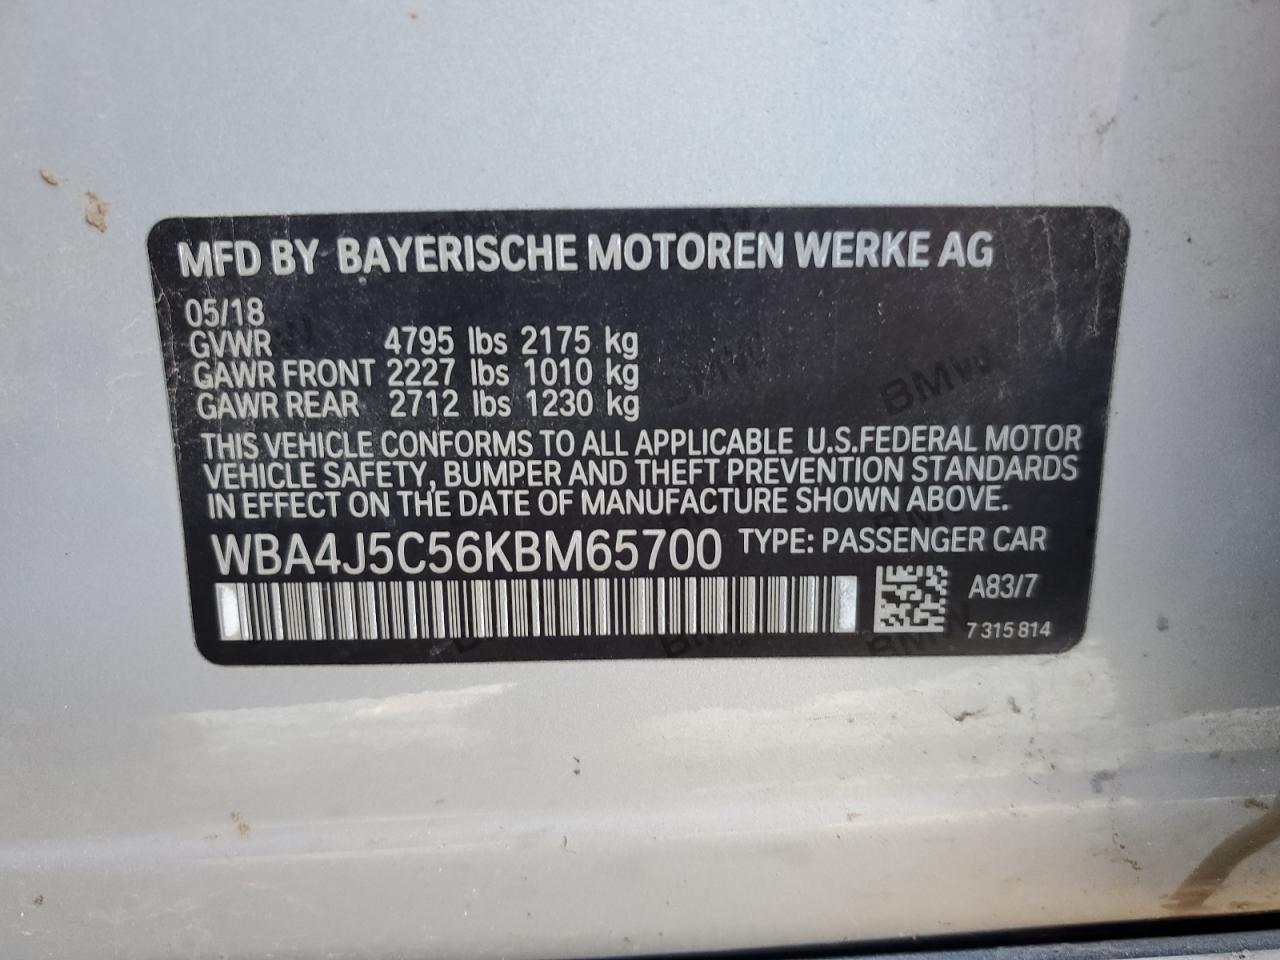 MFD BY BAYERISCHE MOTOREN WERKE AG
05/18
GVWR 4795 lbs 2175 kg
GAWR FRONT 2227 lbs 1010 kg
GAWR REAR 2712 lbs 1230 kg
THIS VEHICLE CONFORMS TO ALL APPLICABLE U.S.FEDERAL MOTOR
VEHICLE SAFETY, BUMPER AND THEFT PREVENTION STANDARDS
IN EFFECT ON THE DATE OF MANUFACTURE SHOWN ABOVE.
WBA4J5C56KBM65700 TYPE: PASSENGER CAR
A83/7
7 315 814